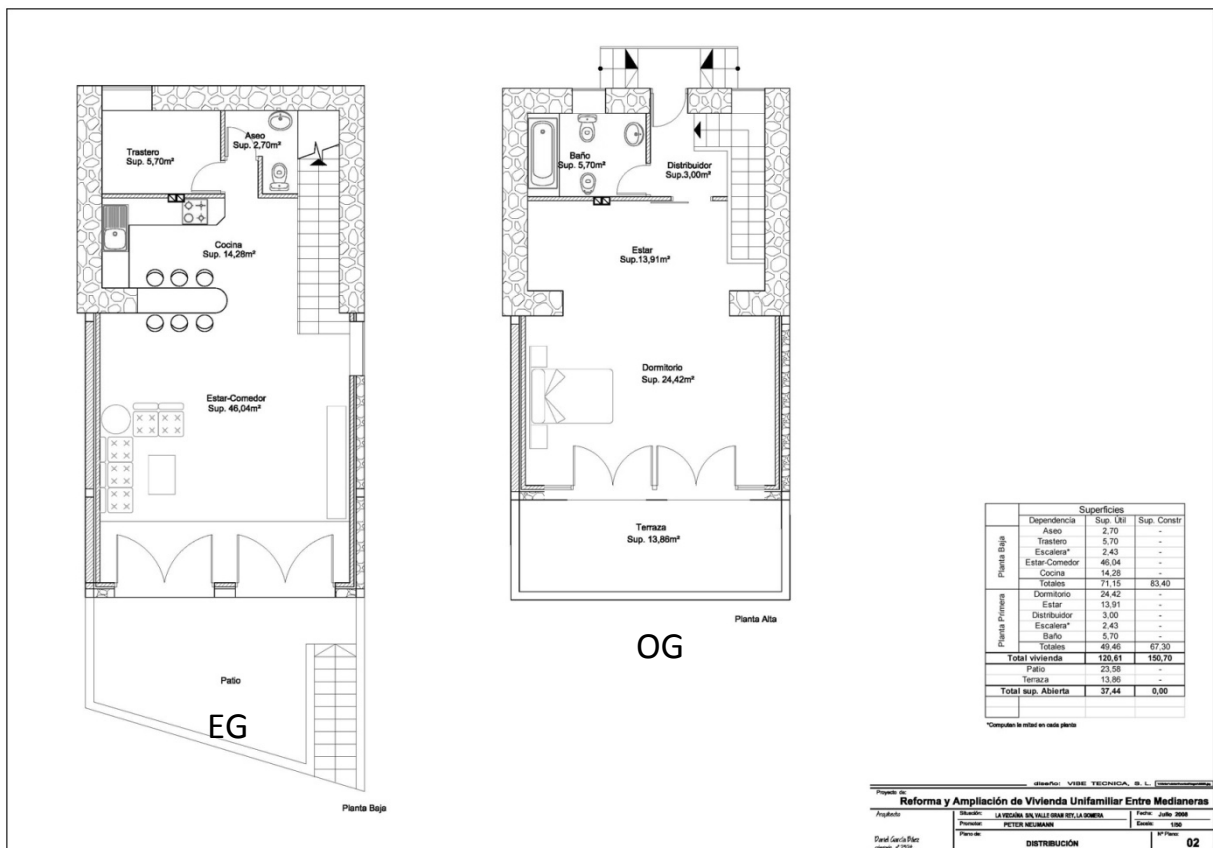 Trastero
Sup. 5,70m²
Aseo
Sup. 2,70m²
Cocina
Sup. 14,28m²
Estar-Comedor
Sup. 46,04m²
Patio
EG
Planta Baja
Baño
Sup. 5,70m²
Distribuidor
Sup.3,00m²
Estar
Sup.13,91m²
Dormitorio
Sup. 24,42m²
Terraza
Sup. 13,86m²
Planta Alta
OG
Superficies
Dependencia Sup. Útil Sup. Constr
Planta Baja
Aseo 2,70 -
Trastero 5,70 -
Escalera* 2,43 -
Estar-Comedor 46,04 -
Cocina 14,28 -
Totales 71,15 83,40
Planta Primera
Dormitorio 24,42 -
Estar 13,91 -
Distribuidor 3,00 -
Escalera* 2,43 -
Baño 5,70 -
Totales 49,46 67,30
Total vivienda 120,61 150,70
Patio 23,58 -
Terraza 13,86 -
Total sup. Abierta 37,44 0,00
*Computan la mitad en cada planta
diseño: VISE TECNICA, S. L.
Proyecto de:
Reforma y Ampliación de Vivienda Unifamiliar Entre Medianeras
Arquitecto
Situación: LA VIZCAÍNA S/N, VALLE GRAN REY, LA GOMERA
Fecha: Julio 2008
Promotor: PETER NEUMANN
Escala: 1/50
Daniel García Báez
Plano de:
DISTRIBUCIÓN
Nº Plano:
02